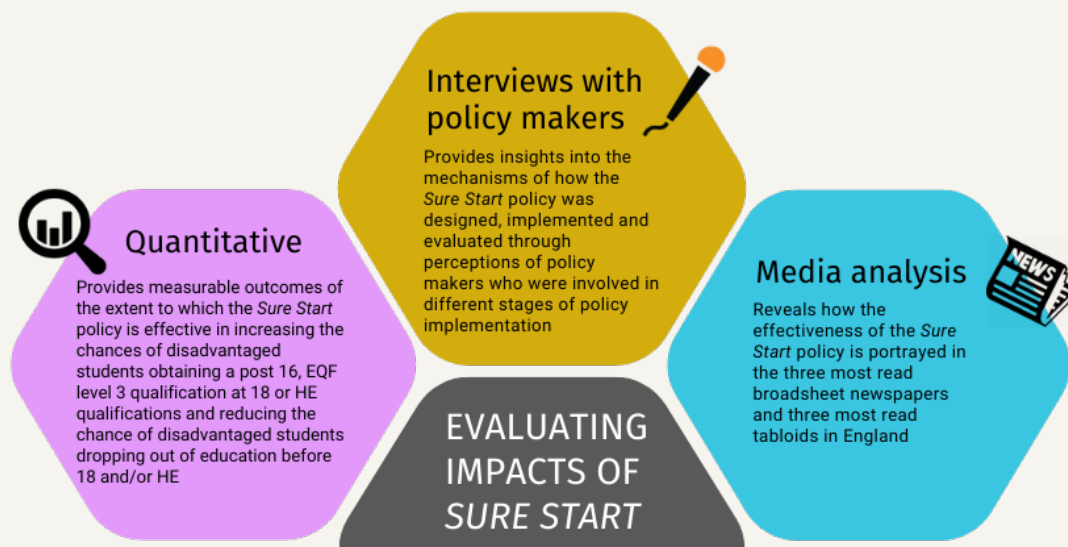 Interviews with
policy makers
Provides insights into the
mechanisms of how the
Sure Start policy was
designed, implemented and
evaluated through
perceptions of policy
makers who were involved in
different stages of policy
implementation
Quantitative
Provides measurable outcomes of
the extent to which the Sure Start
policy is effective in increasing the
chances of disadvantaged
students obtaining a post 16, EQF
level 3 qualification at 18 or HE
qualifications and reducing the
chance of disadvantaged students
dropping out of education before
18 and/or HE
Media analysis
NEWS
Reveals how the
effectiveness of the Sure
Start policy is portrayed in
the three most read
broadsheet newspapers
and three most read
tabloids in England
EVALUATING
IMPACTS OF
SURE START